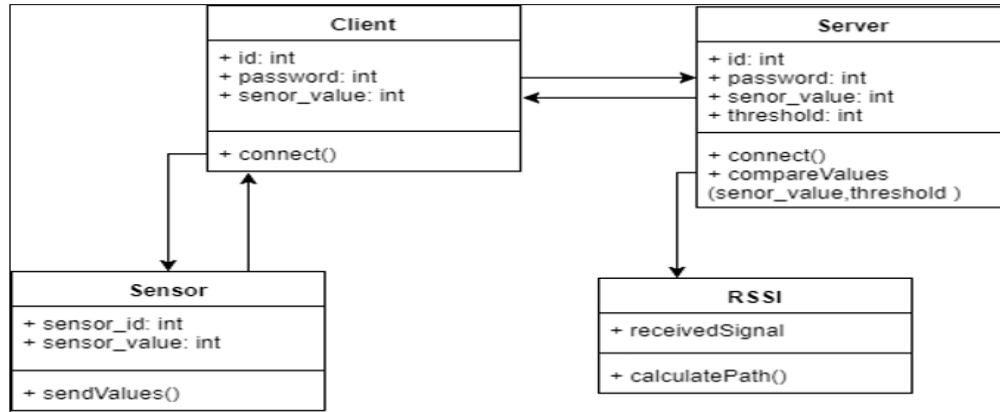 Client
+ id: int
+ password: int
+ senor_value: int
+ connect()
Server
+ id: int
+ password: int
+ senor_value: int
+ threshold: int
+ connect()
+ compareValues
(senor_value,threshold )
Sensor
+ sensor_id: int
+ sensor_value: int
+ sendValues()
RSSI
+ receivedSignal
+ calculatePath()